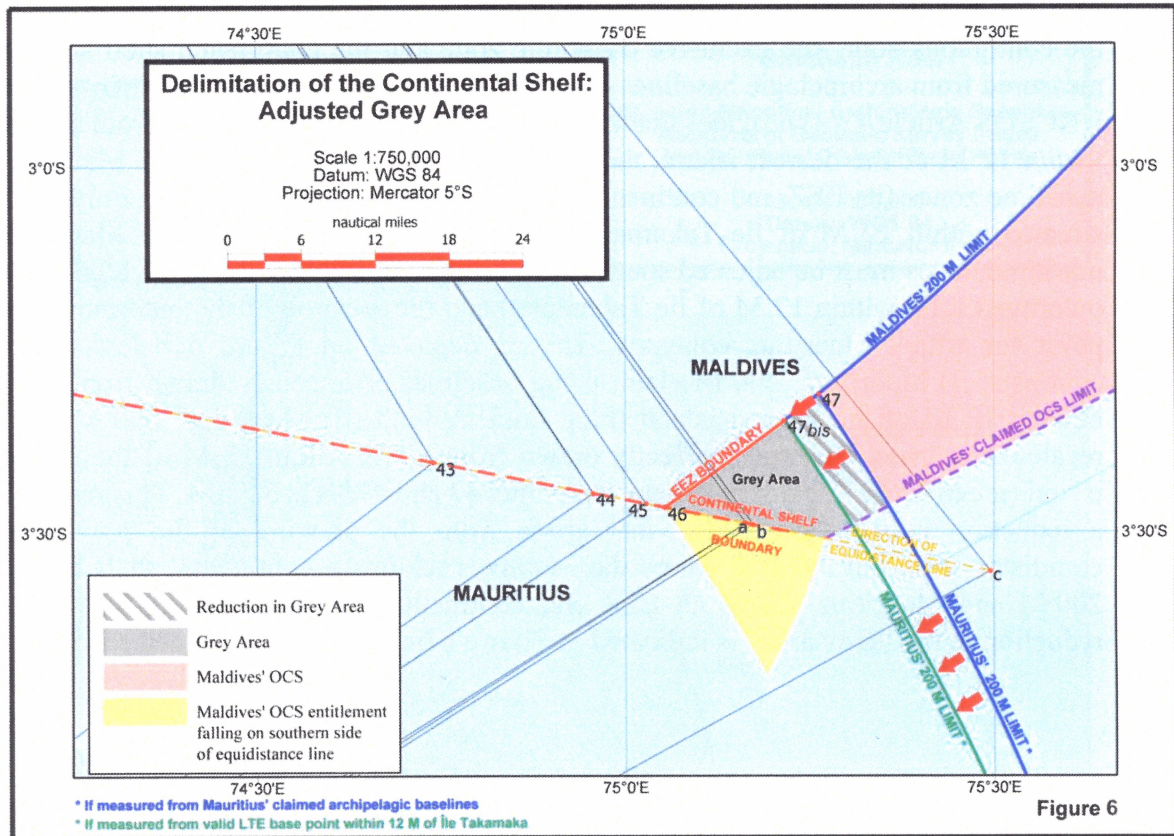 74°30'E
75°0'E
75°30'E
Delimitation of the Continental Shelf:
Adjusted Grey Area
Scale 1:750,000
Datum: WGS 84
Projection: Mercator 5°S
nautical miles
0 6 12 18 24
3°0'S
3°0'S
MALDIVES' 200 M LIMIT
MALDIVES
47
47bis
MALDIVES' CLAIMED OCS LIMIT
EEZ BOUNDARY
Grey Area
43
44
45
46
CONTINENTAL SHELF
BOUNDARY
a
b
DIRECTION OF
EQUIDISTANCE LINE
c
3°30'S
3°30'S
MAURITIUS
MAURITIUS' 200 M LIMIT *
MAURITIUS' 200 M LIMIT *
Reduction in Grey Area
Grey Area
Maldives' OCS
Maldives' OCS entitlement
falling on southern side
of equidistance line
74°30'E
75°0'E
75°30'E
* If measured from Mauritius' claimed archipelagic baselines
* If measured from valid LTE base point within 12 M of Île Takamaka
Figure 6